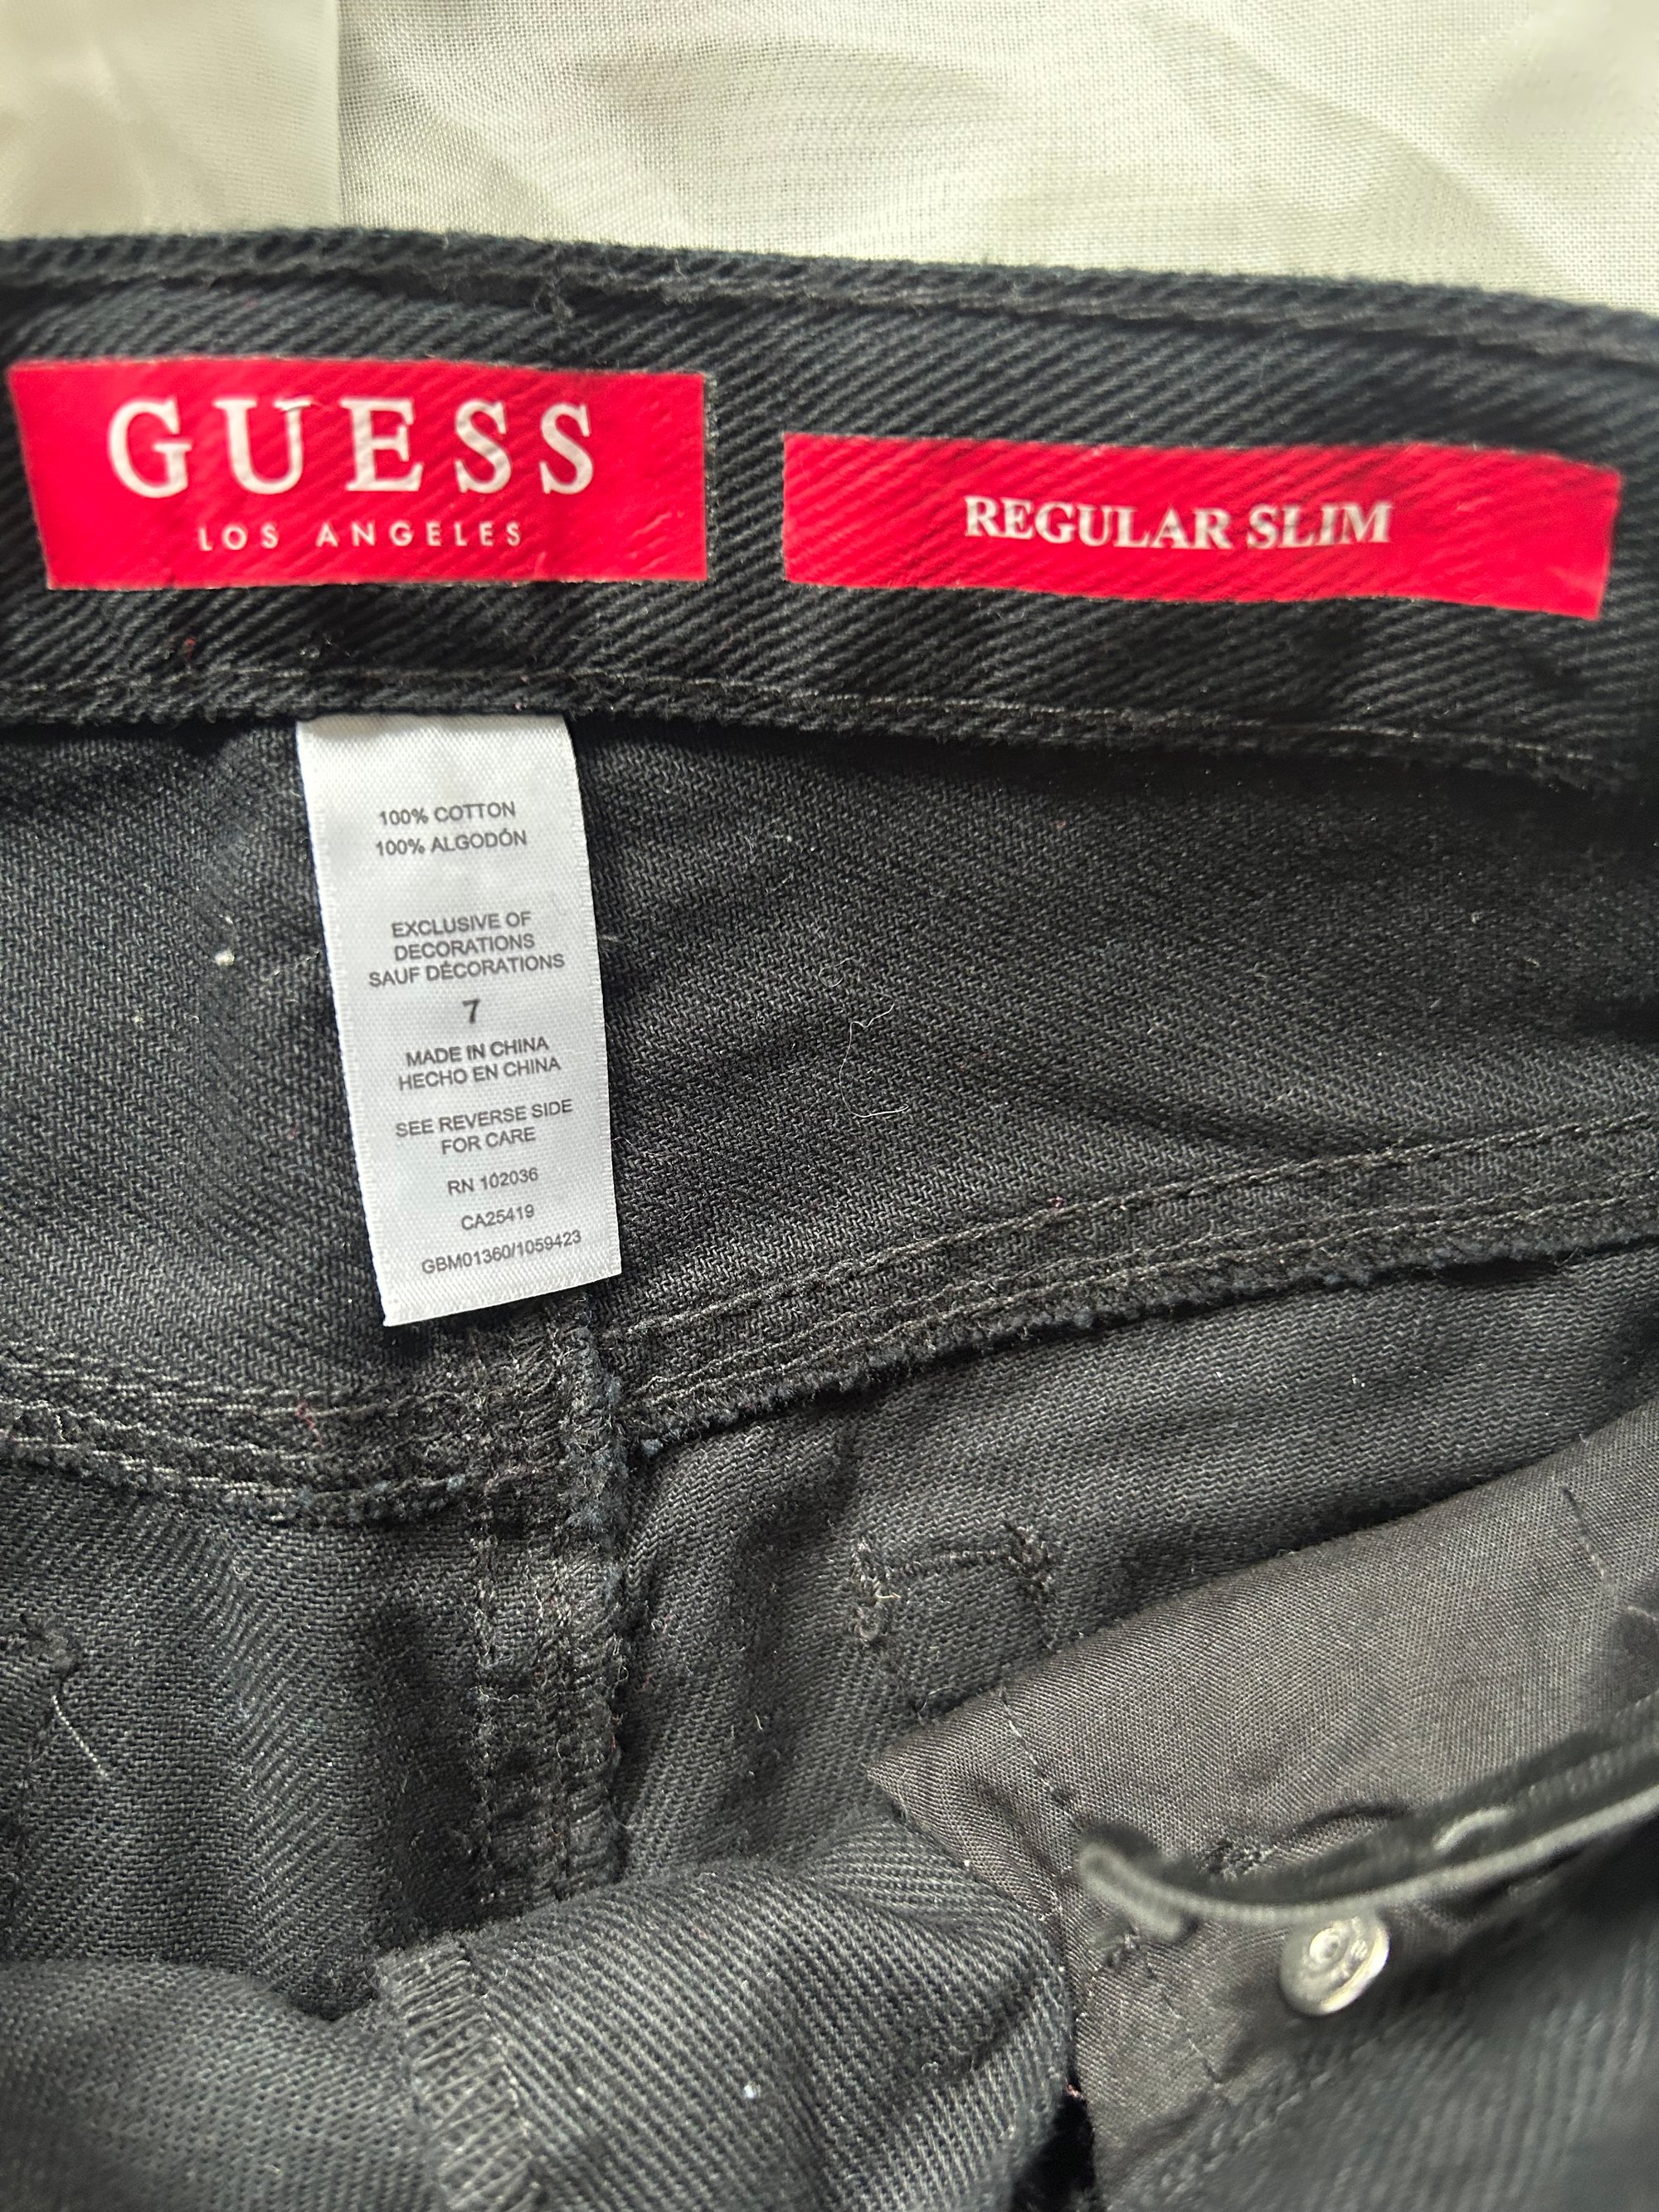 GUESS
LOS ANGELES
REGULAR SLIM
100% COTTON
100% ALGODÓN
EXCLUSIVE OF
DECORATIONS
SAUF DÉCORATIONS
7
MADE IN CHINA
HECHO EN CHINA
SEE REVERSE SIDE
FOR CARE
RN 102036
CA25419
GBM01360/1059423